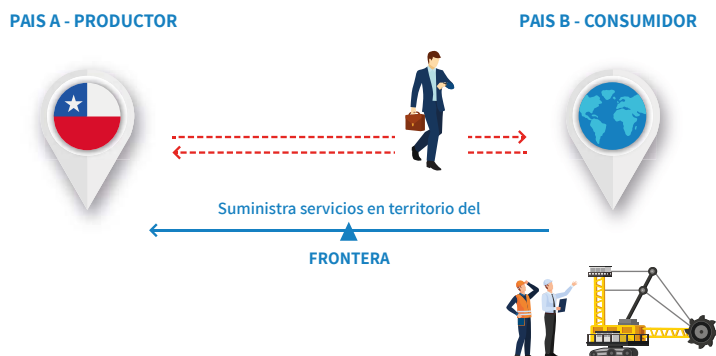 PAIS A - PRODUCTOR
PAIS B - CONSUMIDOR
Suministra servicios en territorio del
FRONTERA